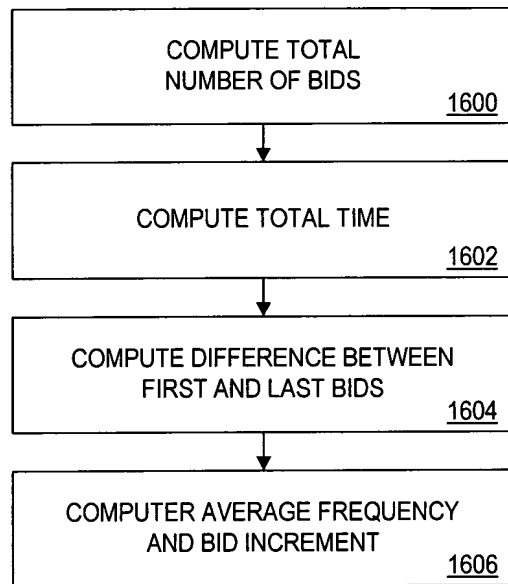 COMPUTE TOTAL
NUMBER OF BIDS
1600
COMPUTE TOTAL TIME
1602
COMPUTE DIFFERENCE BETWEEN
FIRST AND LAST BIDS
1604
COMPUTER AVERAGE FREQUENCY
AND BID INCREMENT
1606